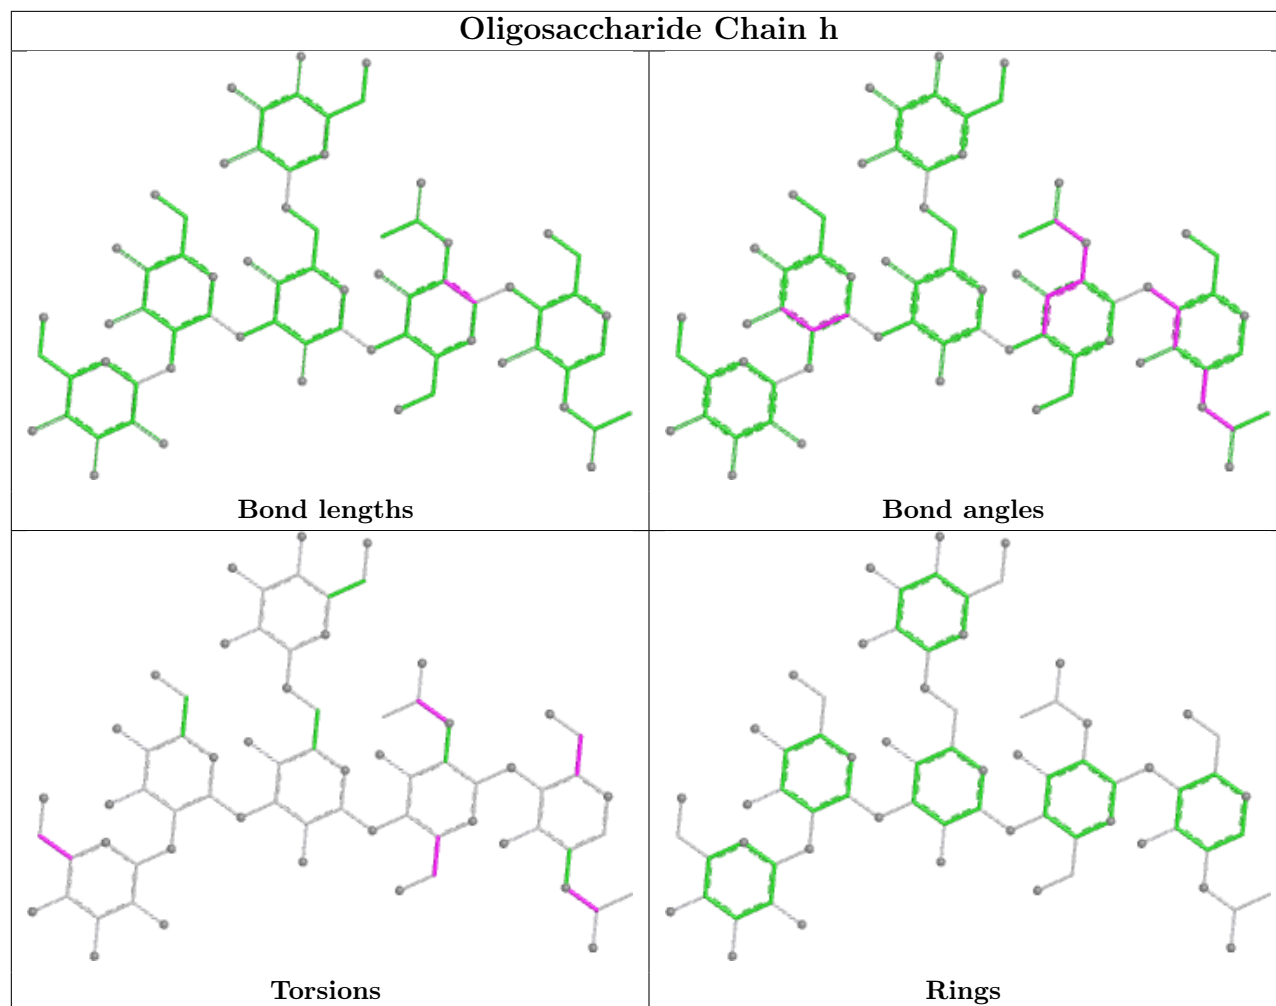 Oligosaccharide Chain h
Bond lengths
Bond angles
Torsions
Rings